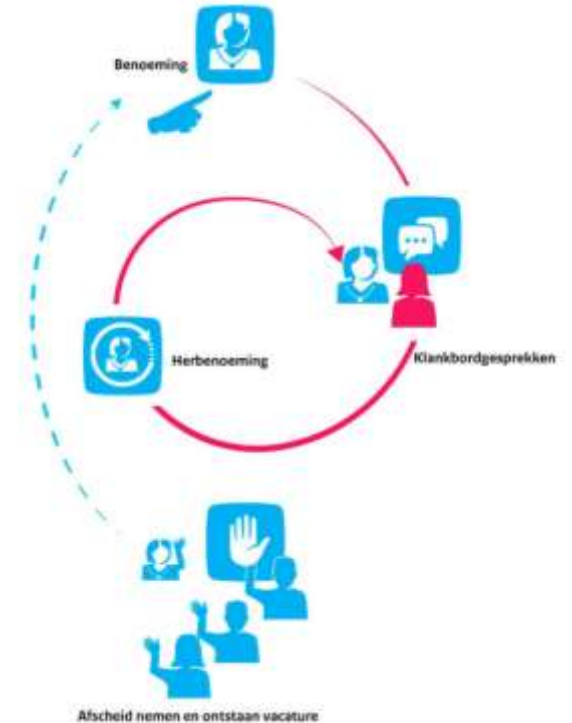 Benoeming
Herbenoeming
Klankbordgesprekken
Afscheid nemen en ontstaan vacature